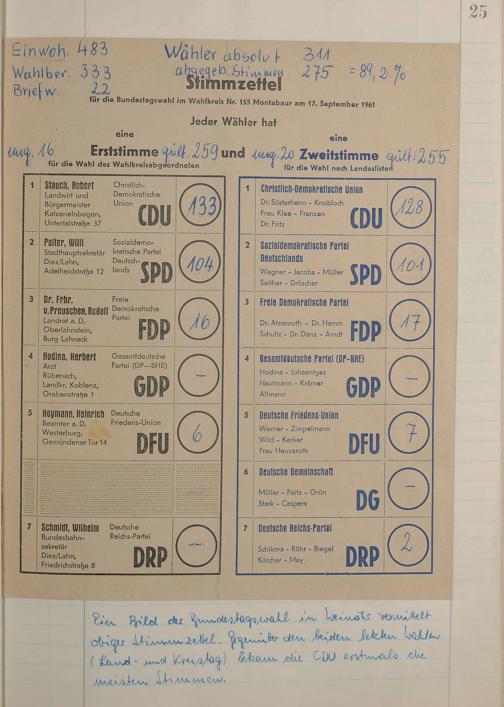 25
Einwoh. 483 Wähler absolut 311
Wahlber. 333 abgegeb. Stimmen 275 = 89,2 %
Briefw. 22
Stimmzettel
für die Bundestagswahl im Wahlkreis Nr. 155 Montabaur am 17. September 1961
Jeder Wähler hat
eine eine
ung. 16 Erststimme gült. 259 und ung. 20 Zweitstimme gült. 255
für die Wahl des Wahlkreisabgeordneten für die Wahl nach Landeslisten
1 Stauch, Robert Christlich-
Landwirt und Demokratische
Bürgermeister Union
Katzenelnbogen,
Untertalstraße 37 CDU 133
2 Peiter, Willi Sozialdemo-
Stadthauptsekretär kratische Partei
Diez/Lahn, Deutsch-
Adelheidstraße 12 lands SPD 104
3 Dr. Frhr. Freie
v. Preuschen, Rudolf Demokratische
Landrat a. D. Partei
Oberlahnstein,
Burg Lahneck FDP 16
4 Hodina, Herbert Gesamtdeutsche
Arzt Partei (DP-BHE)
Rübenach,
Landkr. Koblenz,
Grabenstraße 1 GDP –
5 Heymann, Heinrich Deutsche
Beamter a. D. Friedens-Union
Westerburg,
Gemündener Tor 14 DFU 6
7 Schmidt, Wilhelm Deutsche
Bundesbahn- Reichs-Partei
sekretär
Diez/Lahn,
Friedrichstraße 8 DRP –
1 Christlich-Demokratische Union
Dr. Süsterhenn - Knobloch
Frau Klee - Franzen
Dr. Fritz CDU 128
2 Sozialdemokratische Partei
Deutschlands
Wagner - Jacobs - Müller
Seither - Dröscher SPD 101
3 Freie Demokratische Partei
Dr. Atzenroth - Dr. Hamm
Schultz - Dr. Danz - Arndt FDP 17
4 Gesamtdeutsche Partei (DP-BHE)
Hodina - Johaentges
Hautmann - Krämer
Altmann GDP –
5 Deutsche Friedens-Union
Werner - Zimpelmann
Wild - Kerker
Frau Heuzeroth DFU 7
6 Deutsche Gemeinschaft
Müller - Peitz - Grün
Stark - Caspers DG –
7 Deutsche Reichs-Partei
Schikora - Röhr - Biegel
Kärcher - May DRP 2
Ein Bild der Bundestagswahl in Weinähr vermittelt
obiger Stimmzettel. Gegenüber den beiden letzten Wahlen
(Land- und Kreistag) bekam die CDU erstmals die
meisten Stimmen.